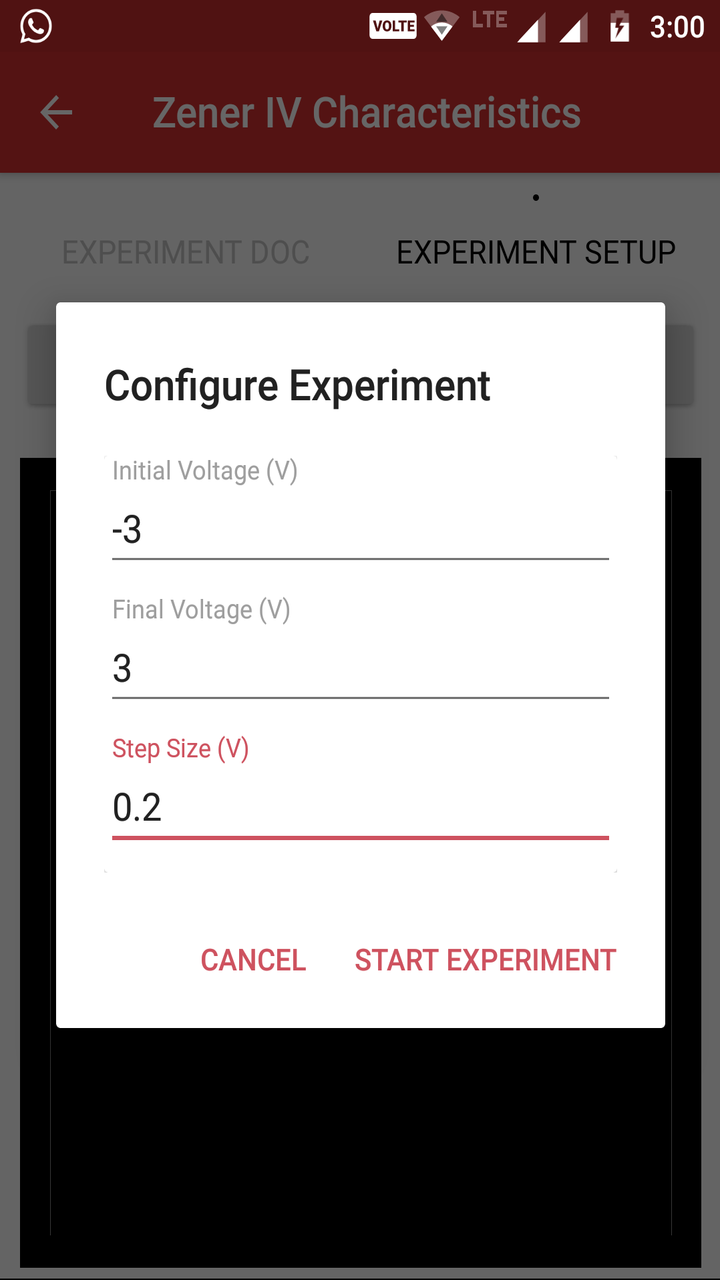 VOLTE LTE 3:00
Zener IV Characteristics
EXPERIMENT DOC EXPERIMENT SETUP
Configure Experiment
Initial Voltage (V)
-3
Final Voltage (V)
3
Step Size (V)
0.2
CANCEL START EXPERIMENT